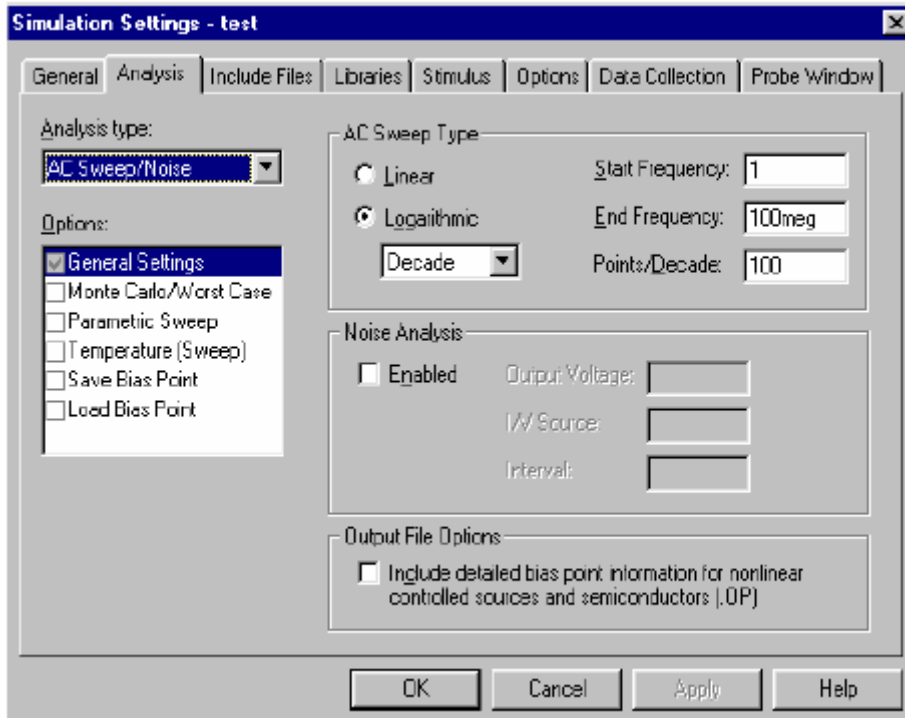 Simulation Settings - test
General Analysis Include Files Libraries Stimulus Options Data Collection Probe Window
Analysis type:
AC Sweep/Noise
Options:
General Settings
Monte Carlo/Worst Case
Parametric Sweep
Temperature (Sweep)
Save Bias Point
Load Bias Point
AC Sweep Type
Linear
Logarithmic
Decade
Start Frequency: 1
End Frequency: 100meg
Points/Decade: 100
Noise Analysis
Enabled
Output Voltage:
I/V Source:
Interval:
Output File Options
Include detailed bias point information for nonlinear
controlled sources and semiconductors (.OP)
OK Cancel Apply Help